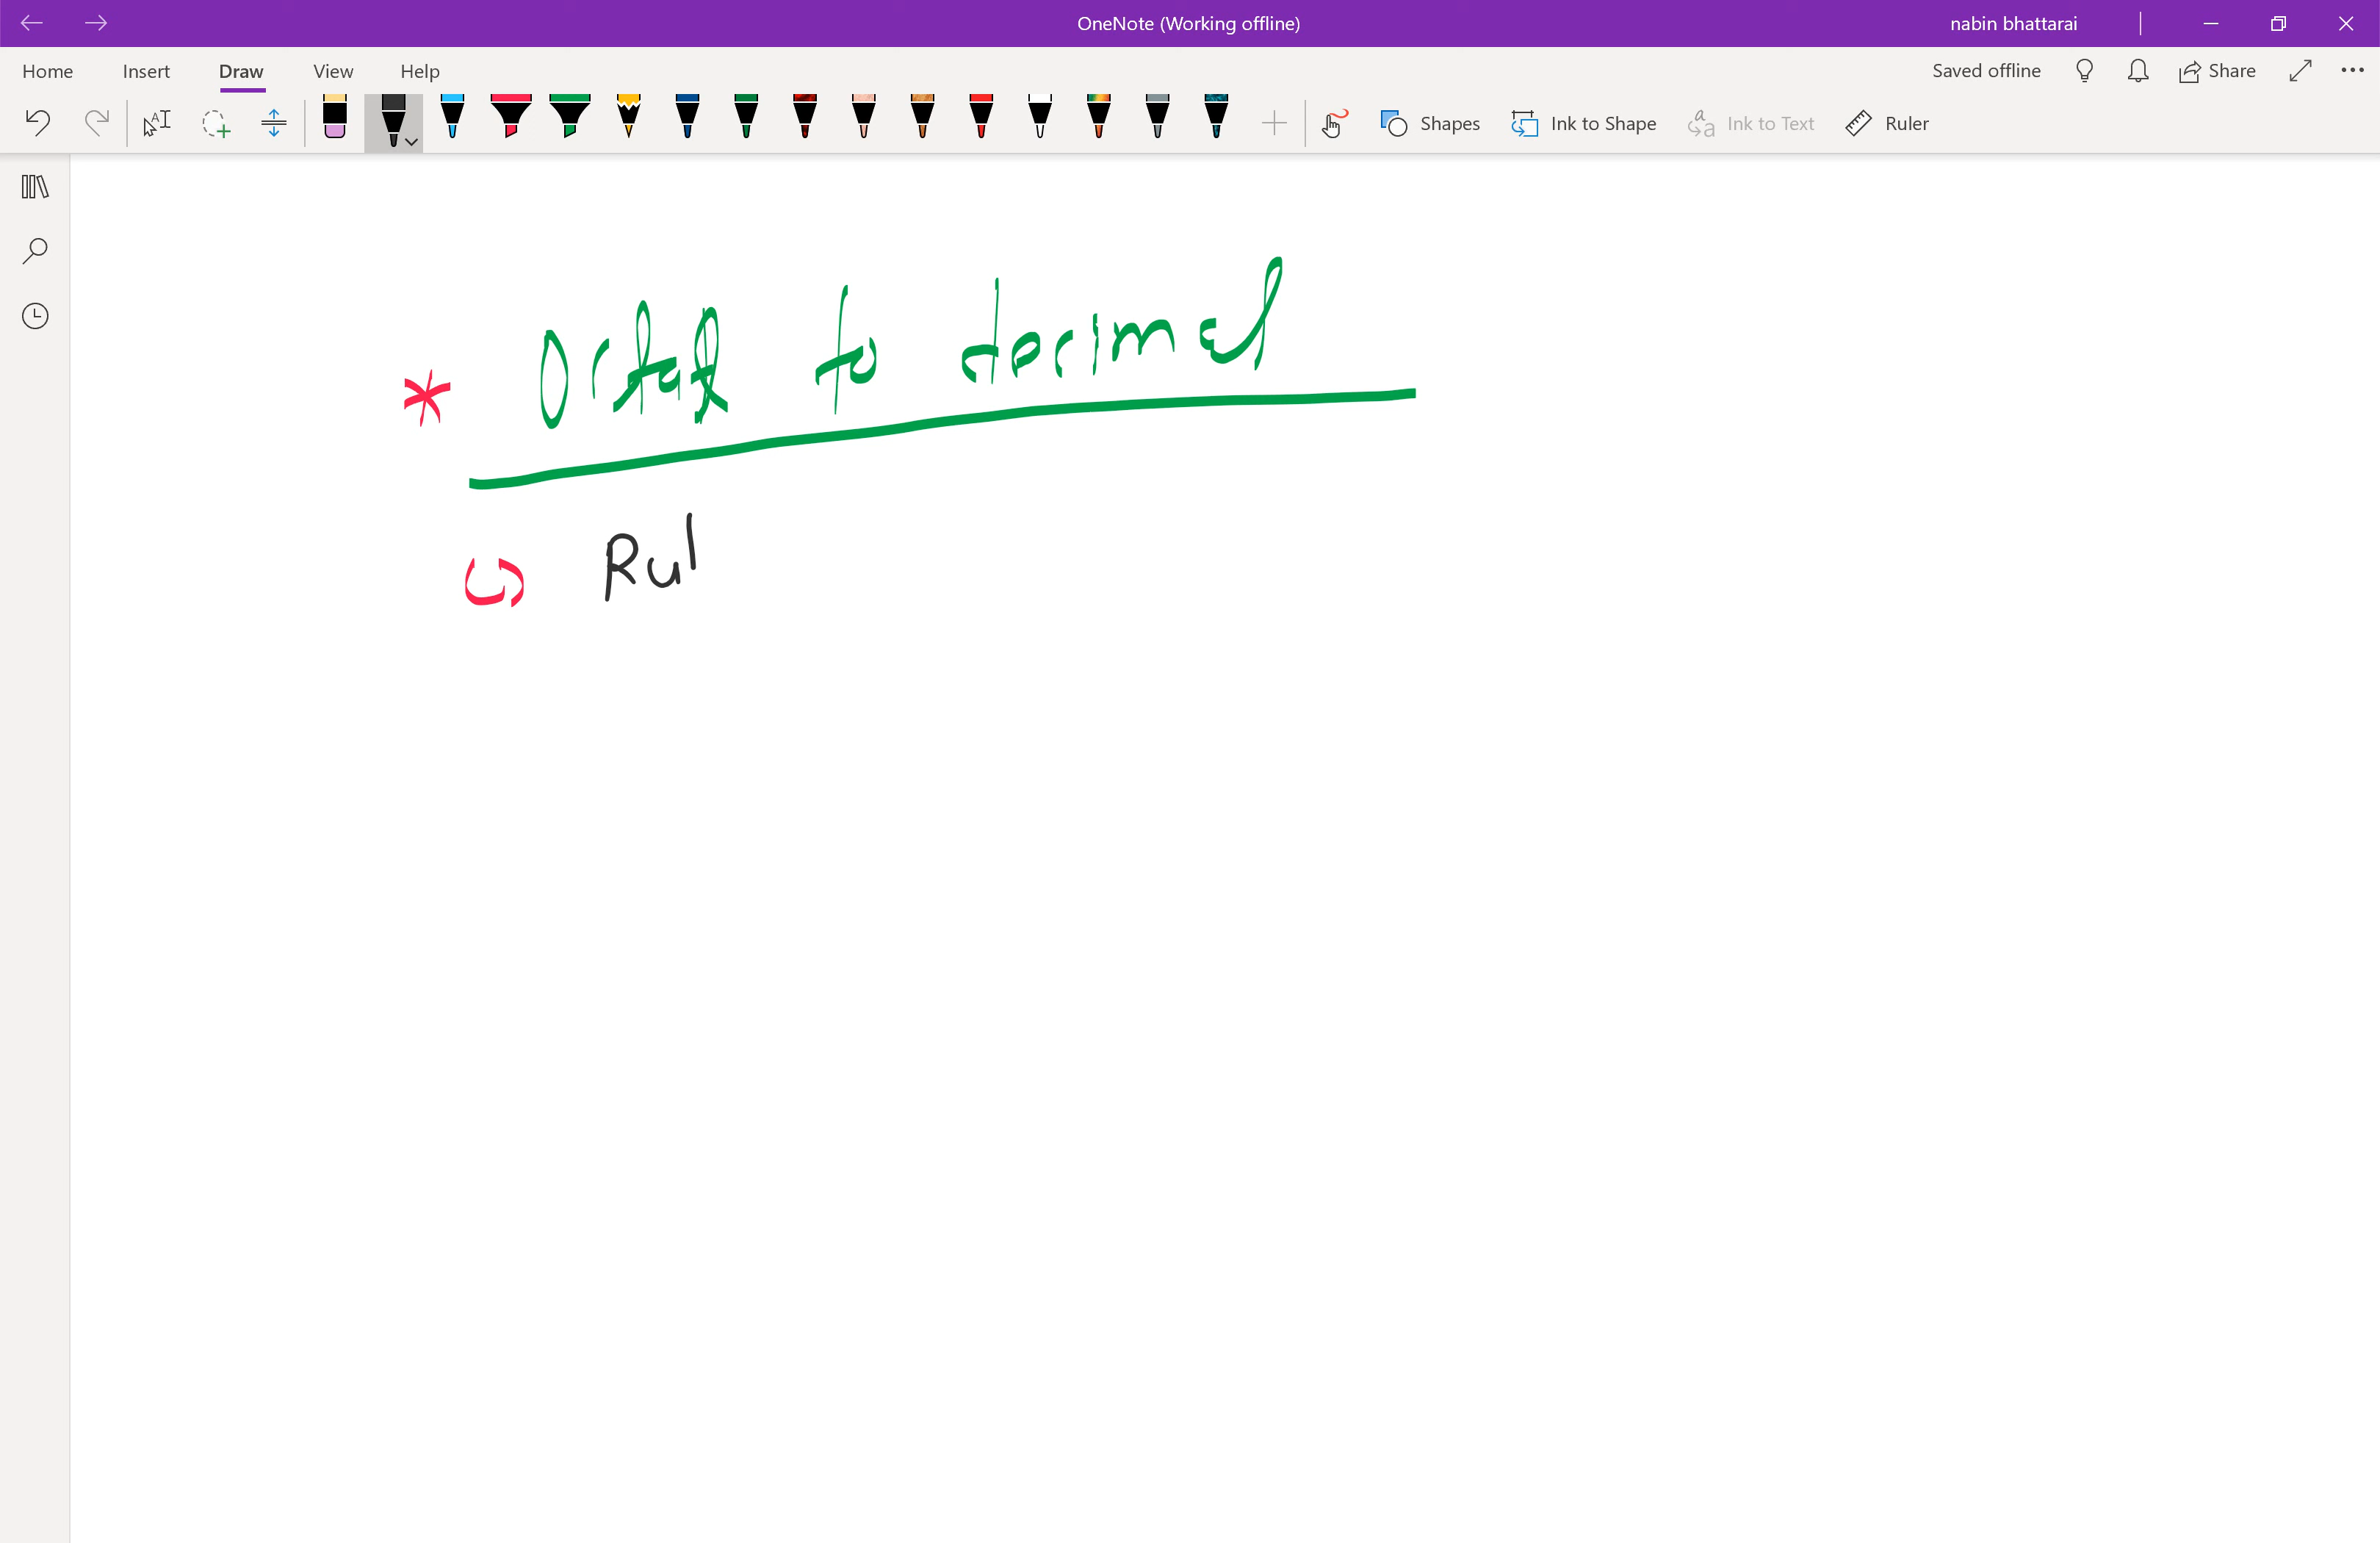 OneNote (Working offline)
nabin bhattarai
Home Insert Draw View Help
Saved offline Share
Shapes Ink to Shape Ink to Text Ruler
* Octal to decimal
Rul